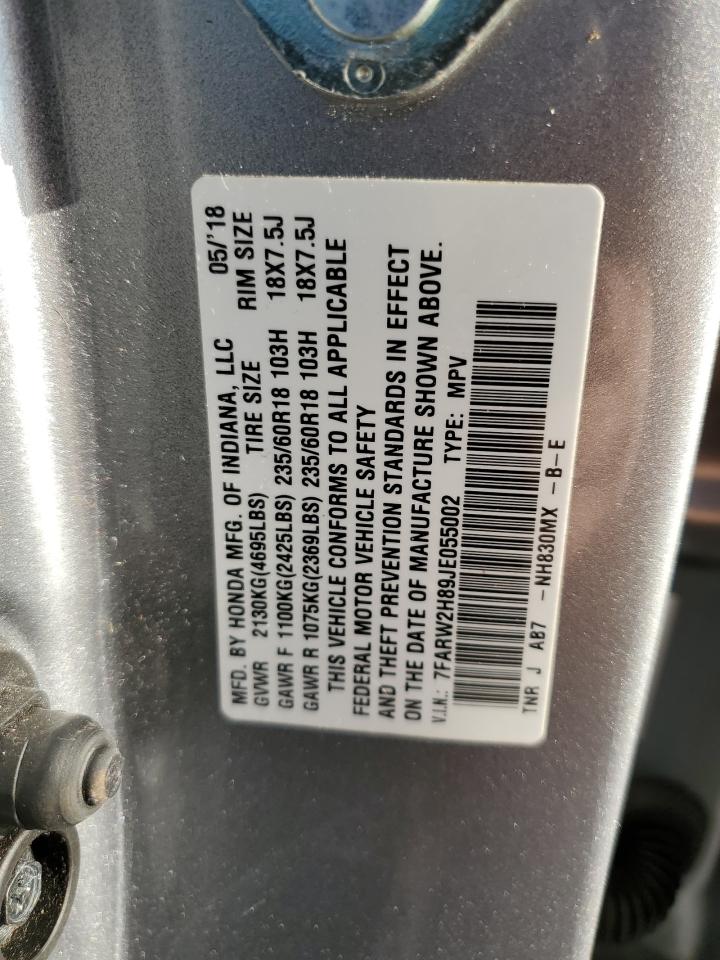 MFD. BY HONDA MFG. OF INDIANA, LLC 05/'18
GVWR 2130KG(4695LBS) TIRE SIZE RIM SIZE
GAWR F 1100KG(2425LBS) 235/60R18 103H 18X7.5J
GAWR R 1075KG(2369LBS) 235/60R18 103H 18X7.5J
THIS VEHICLE CONFORMS TO ALL APPLICABLE
FEDERAL MOTOR VEHICLE SAFETY
AND THEFT PREVENTION STANDARDS IN EFFECT
ON THE DATE OF MANUFACTURE SHOWN ABOVE.
V.I.N.: 7FARW2H89JE055002 TYPE: MPV
TNR J AB7 -NH830MX -B-E